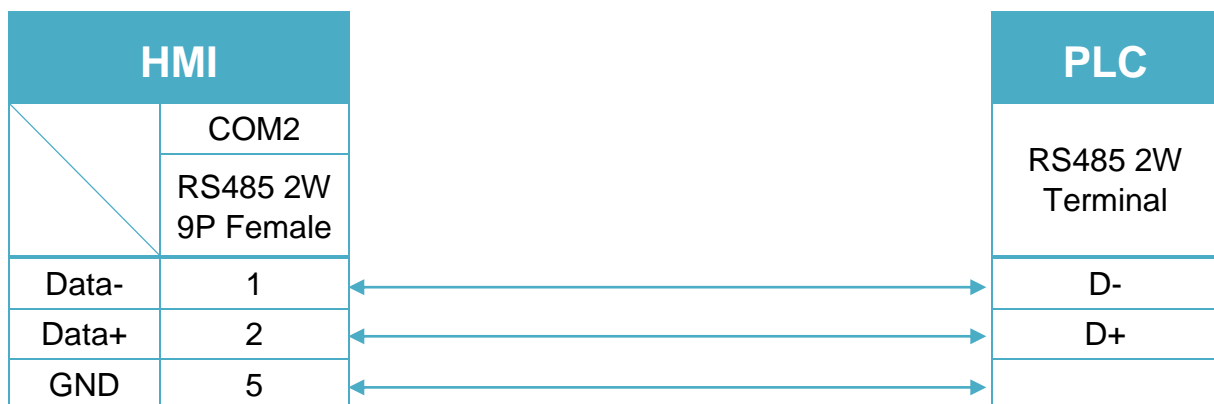 HMI PLC
COM2
RS485 2W
9P Female
RS485 2W
Terminal
Data- 1 D-
Data+ 2 D+
GND 5